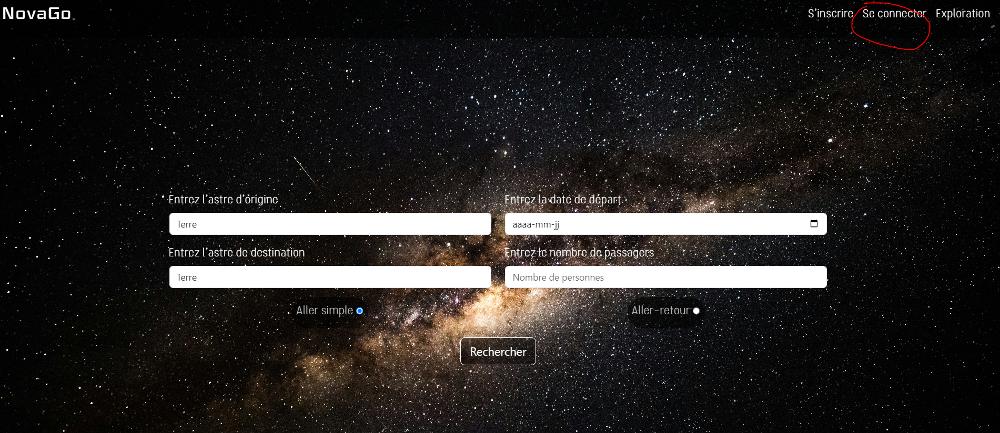 NovaGo
S'inscrire Se connecter Exploration
Entrez l'astre d'origine
Terre
Entrez la date de départ
aaaa-mm-jj
Entrez l'astre de destination
Terre
Entrez le nombre de passagers
Nombre de personnes
Aller simple
Aller-retour
Rechercher